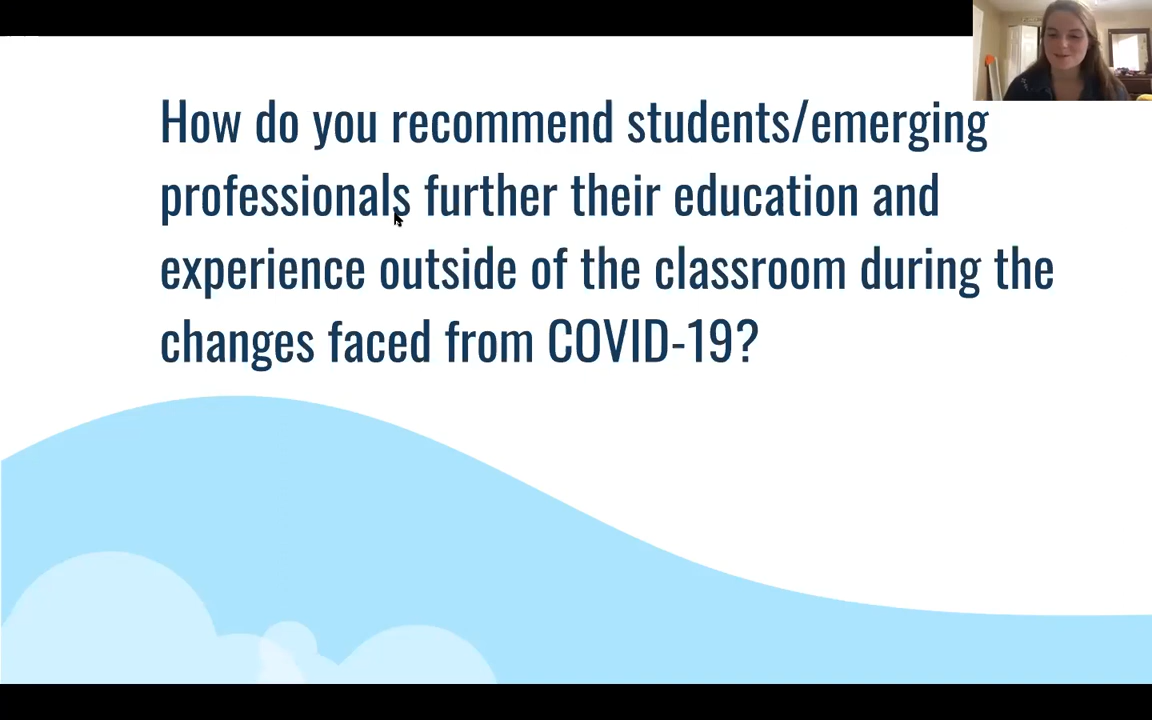 How do you recommend students/emerging
professionals further their education and
experience outside of the classroom during the
changes faced from COVID-19?